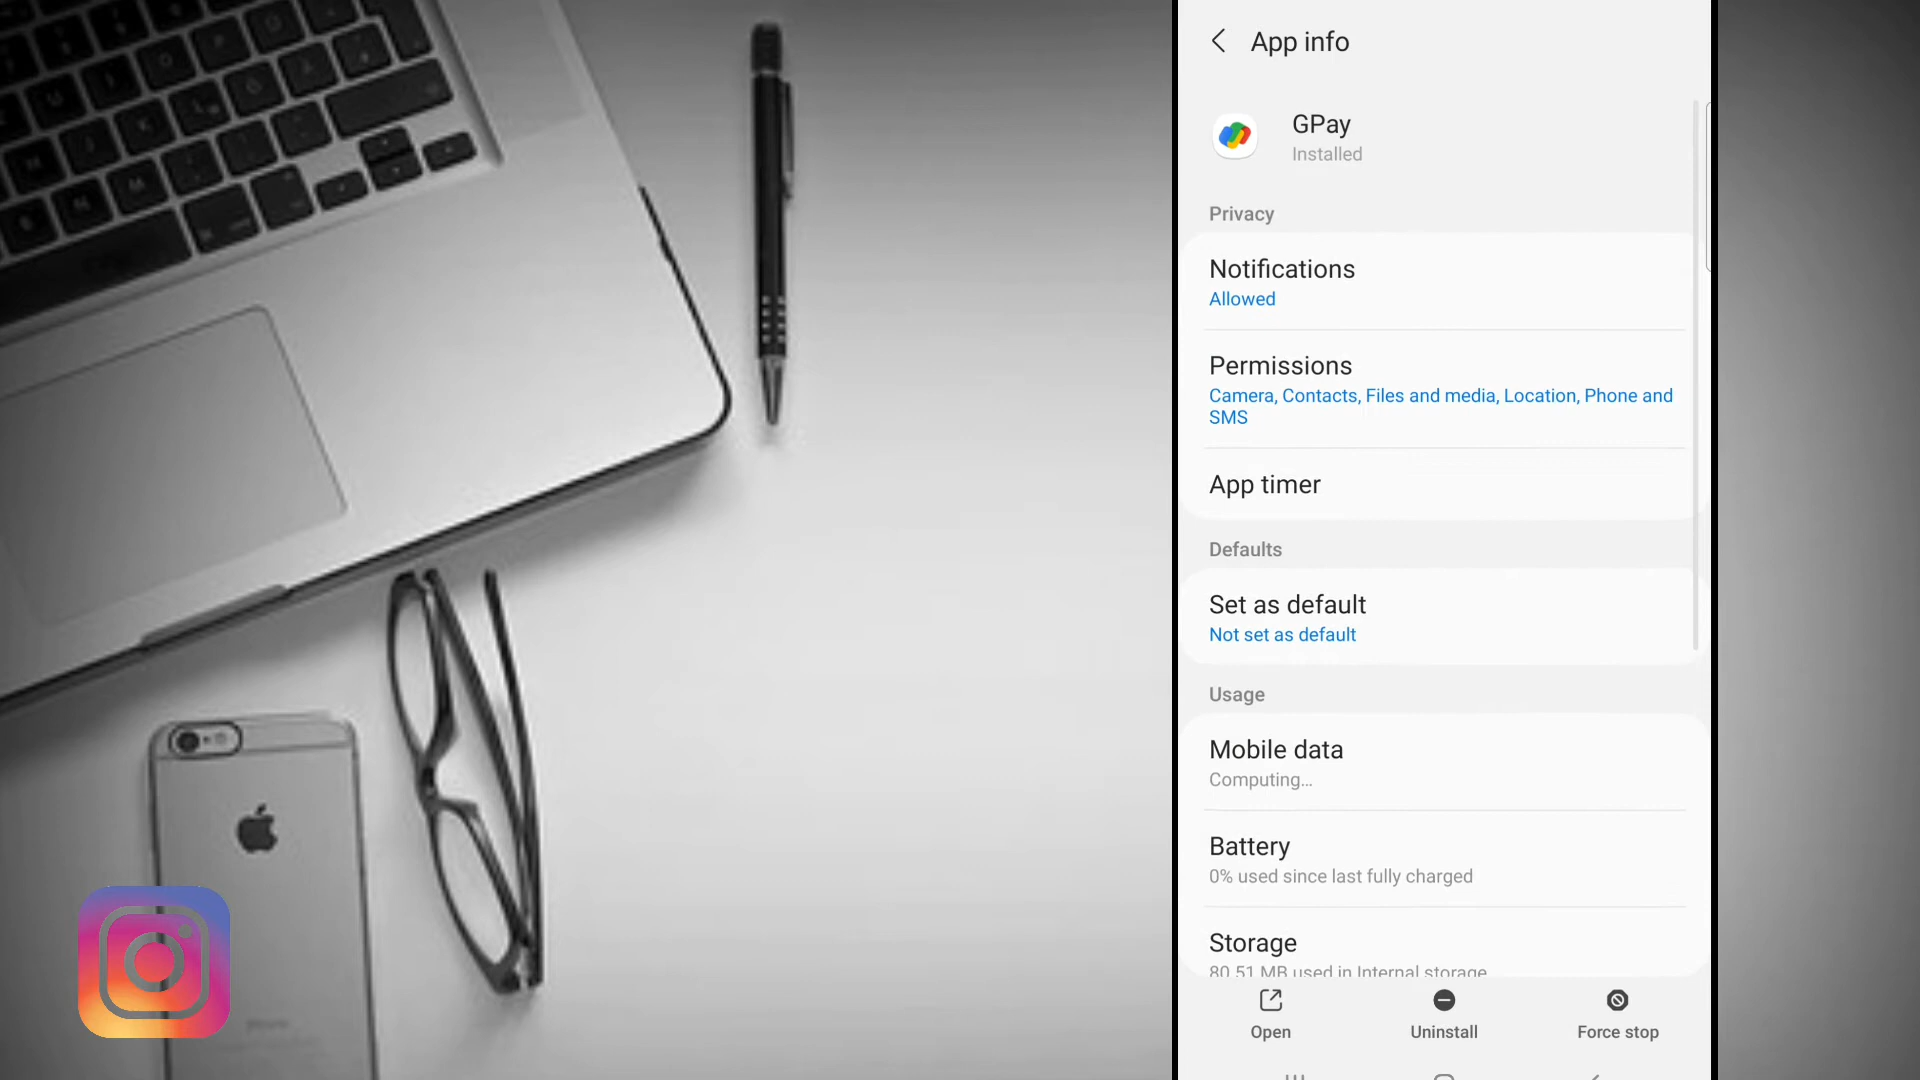 App info
GPay
Installed
Privacy
Notifications
Allowed
Permissions
Camera, Contacts, Files and media, Location, Phone and
SMS
App timer
Defaults
Set as default
Not set as default
Usage
Mobile data
Computing...
Battery
0% used since last fully charged
Storage
80.51 MB used in Internal storage
Open
Uninstall
Force stop